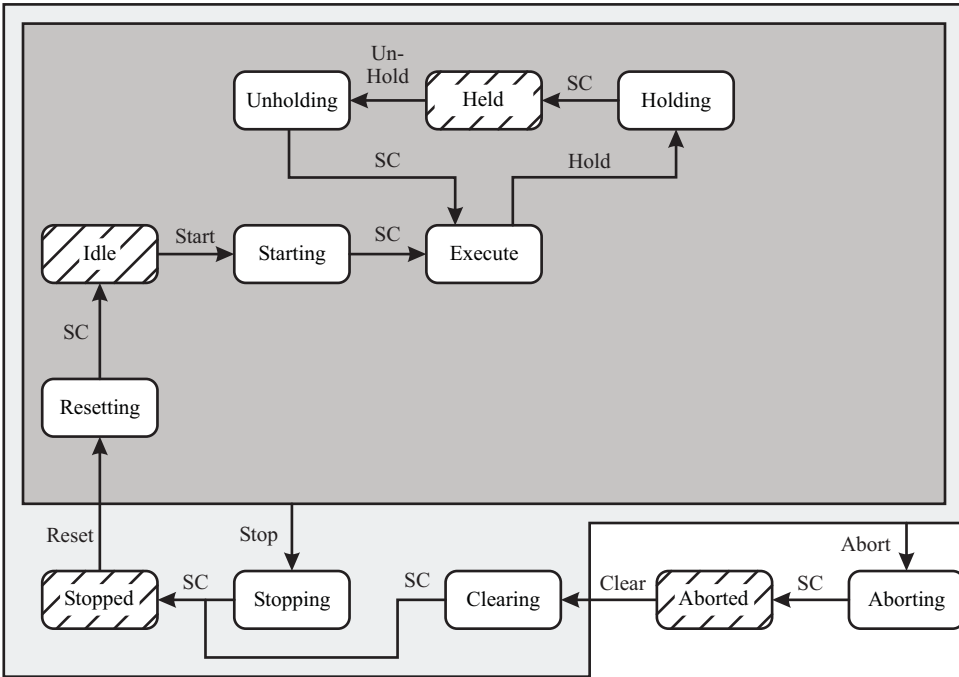 Un-
Hold
Unholding
Held
SC
Holding
SC
Hold
Idle
Start
Starting
SC
Execute
SC
Resetting
Reset
Stop
Abort
Stopped
SC
Stopping
SC
Clearing
Clear
Aborted
SC
Aborting